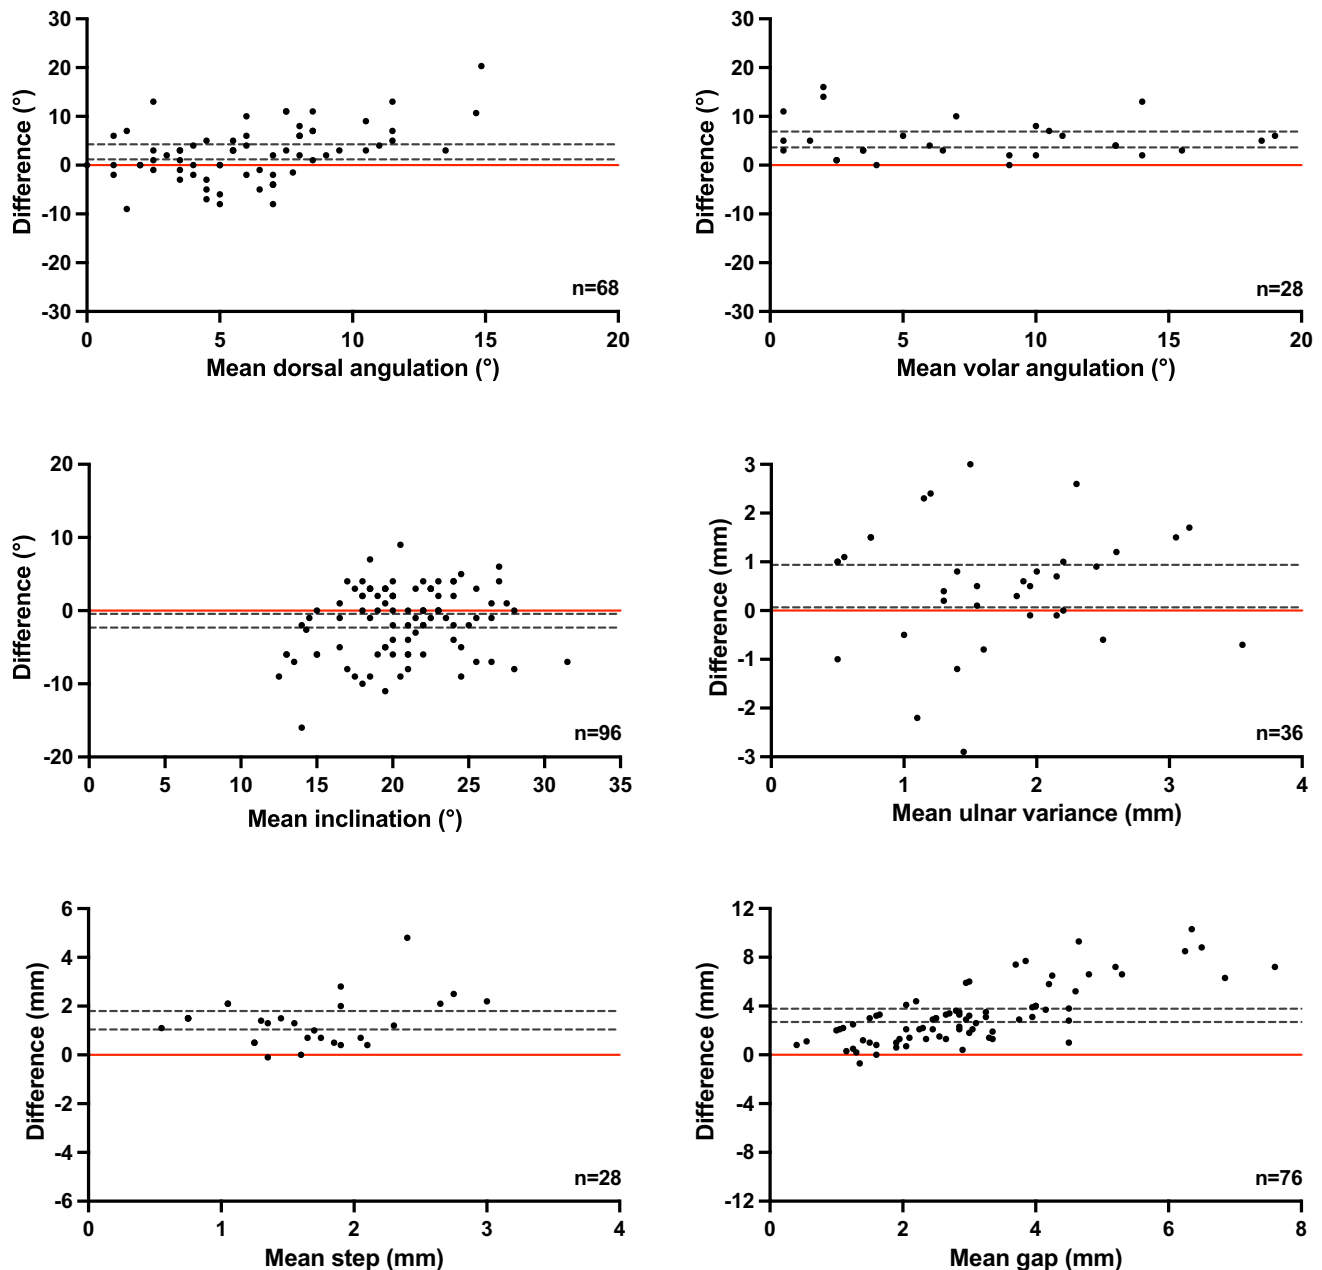 30
20
10
0
-10
-20
-30
Difference (°)
n=68
0 5 10 15 20
Mean dorsal angulation (°)
30
20
10
0
-10
-20
-30
Difference (°)
n=28
0 5 10 15 20
Mean volar angulation (°)
20
10
0
-10
-20
Difference (°)
n=96
0 5 10 15 20 25 30 35
Mean inclination (°)
3
2
1
0
-1
-2
-3
Difference (mm)
n=36
0 1 2 3 4
Mean ulnar variance (mm)
6
4
2
0
-2
-4
-6
Difference (mm)
n=28
0 1 2 3 4
Mean step (mm)
12
8
4
0
-4
-8
-12
Difference (mm)
n=76
0 2 4 6 8
Mean gap (mm)